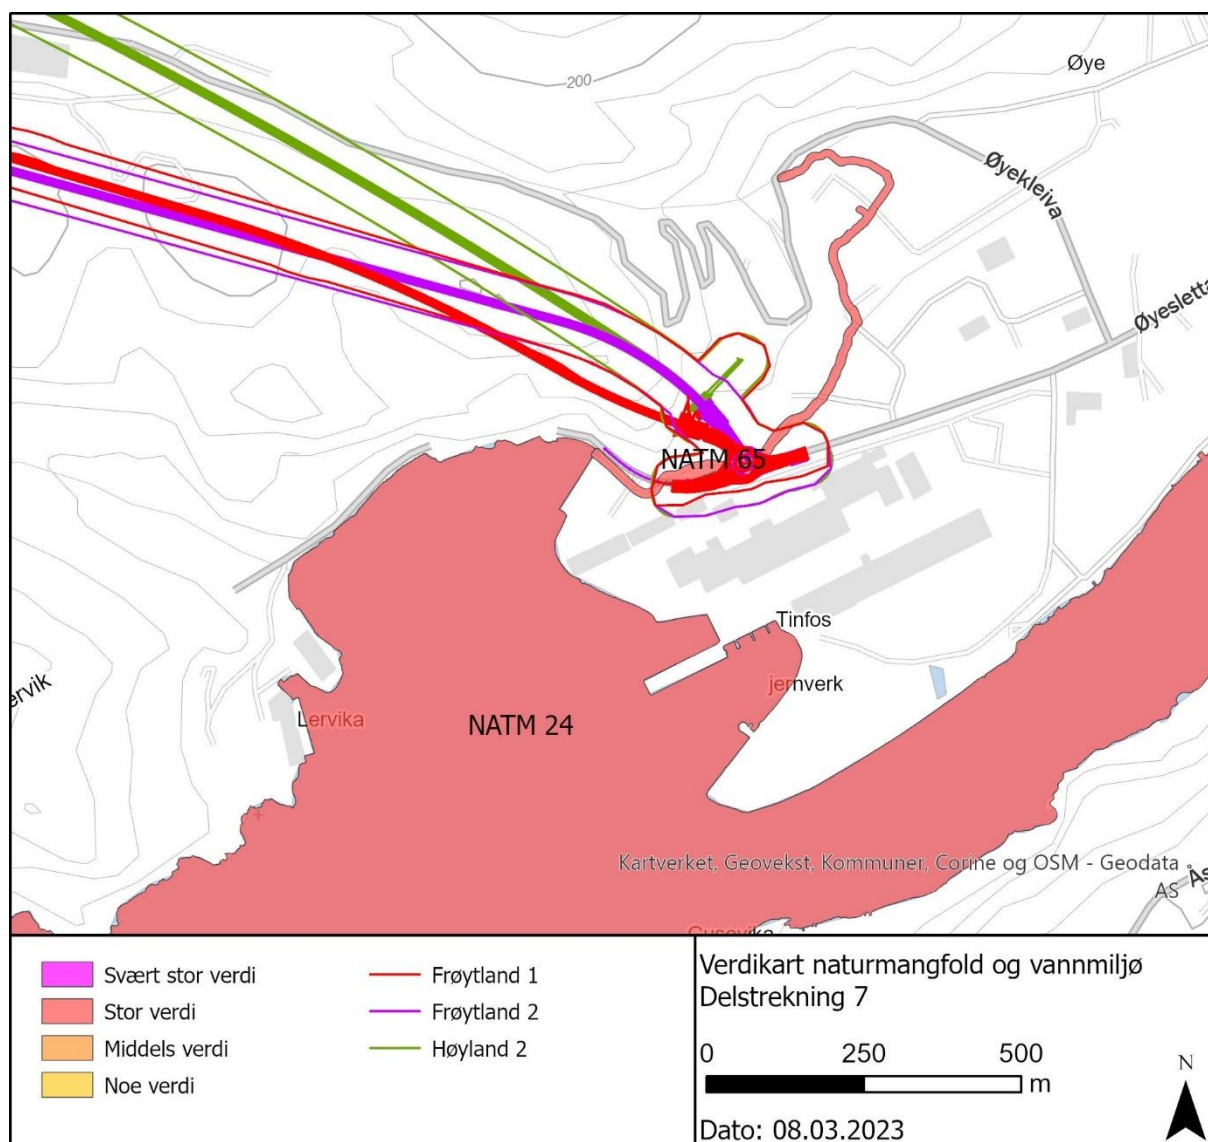 Øye
200
Øyekleiva
Øyesletta
NATM 65
Tinfos
jernverk
ervik
Lervika
NATM 24
Kartverket, Geovekst, Kommuner, Corine og OSM - Geodata
AS
Ås
Gusevika
Svært stor verdi
Stor verdi
Middels verdi
Noe verdi
Frøytland 1
Frøytland 2
Høyland 2
Verdikart naturmangfold og vannmiljø
Delstrekning 7
0 250 500
m
Dato: 08.03.2023
N